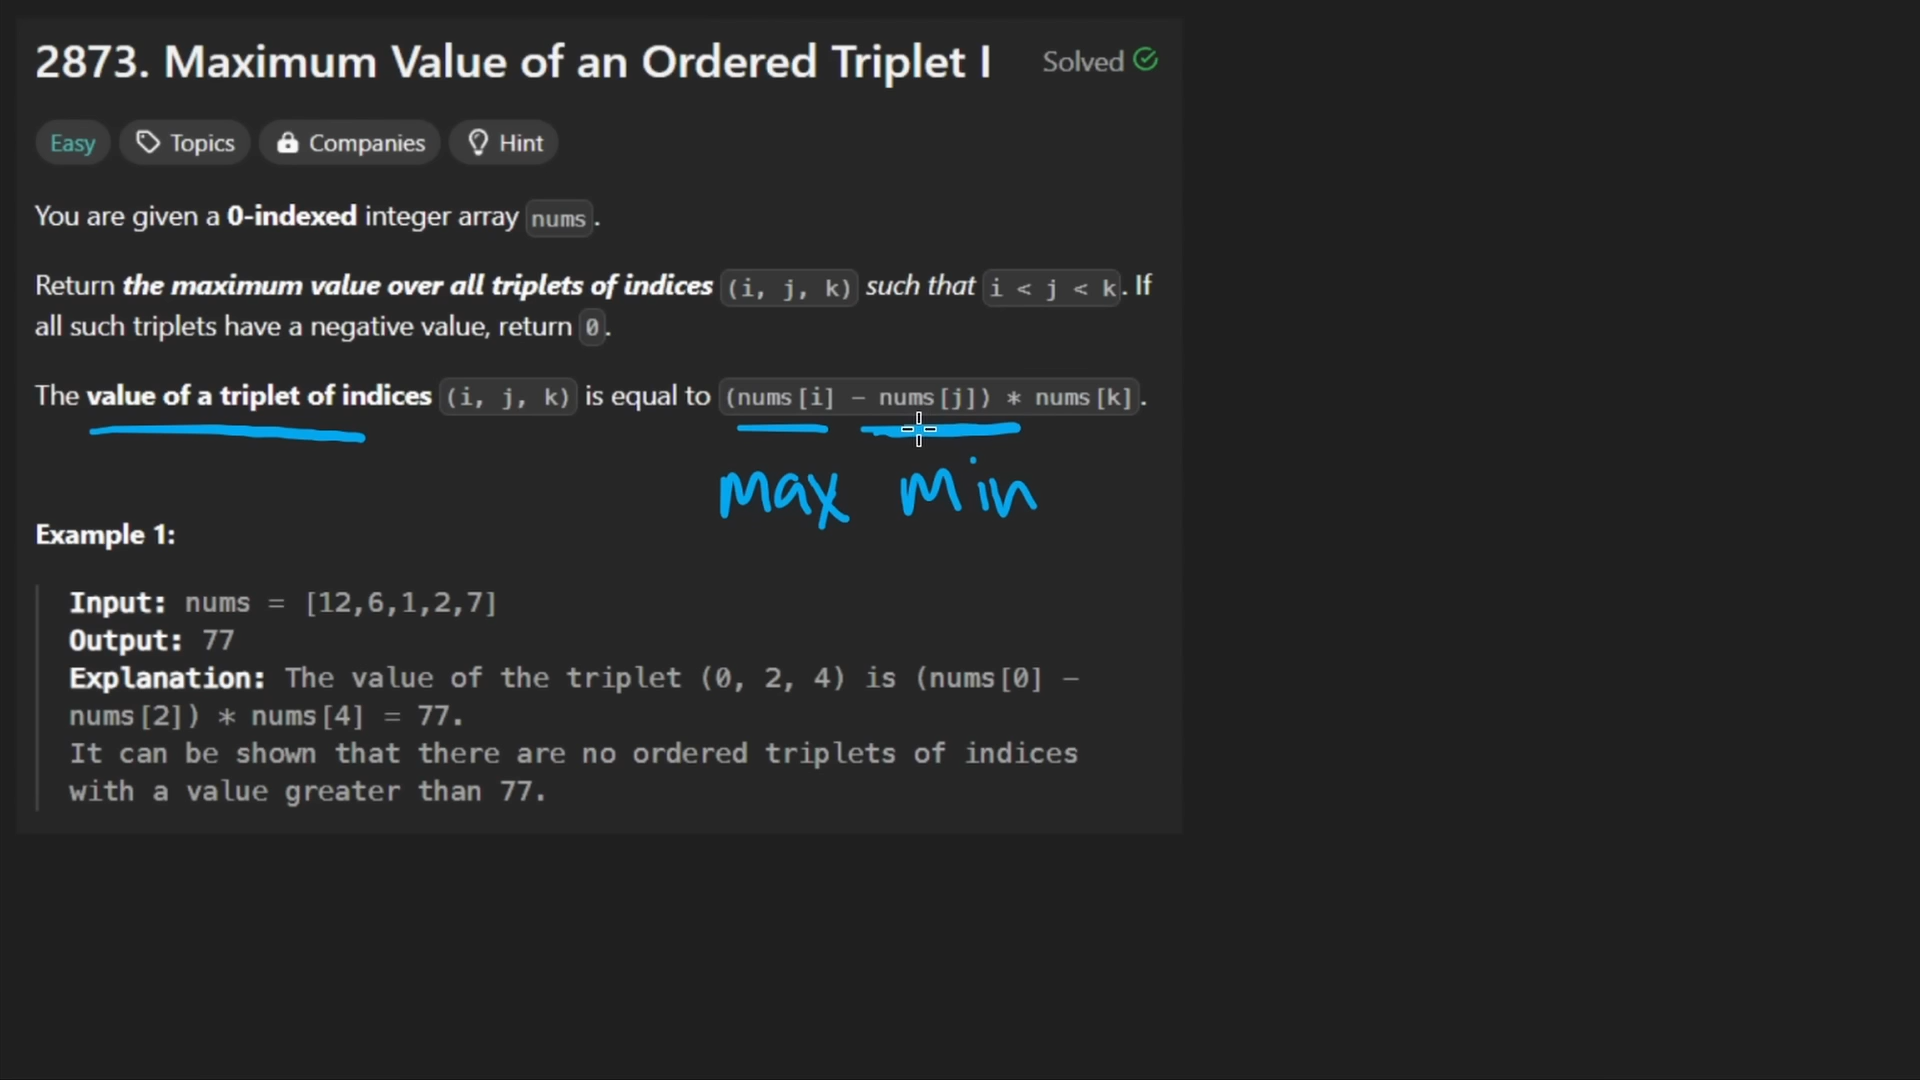 2873. Maximum Value of an Ordered Triplet I
Solved
Easy Topics Companies Hint
You are given a 0-indexed integer array nums.
Return the maximum value over all triplets of indices (i, j, k) such that i < j < k. If
all such triplets have a negative value, return 0.
The value of a triplet of indices (i, j, k) is equal to (nums[i] - nums[j]) * nums[k].
max min
Example 1:
Input: nums = [12,6,1,2,7]
Output: 77
Explanation: The value of the triplet (0, 2, 4) is (nums[0] -
nums[2]) * nums[4] = 77.
It can be shown that there are no ordered triplets of indices
with a value greater than 77.